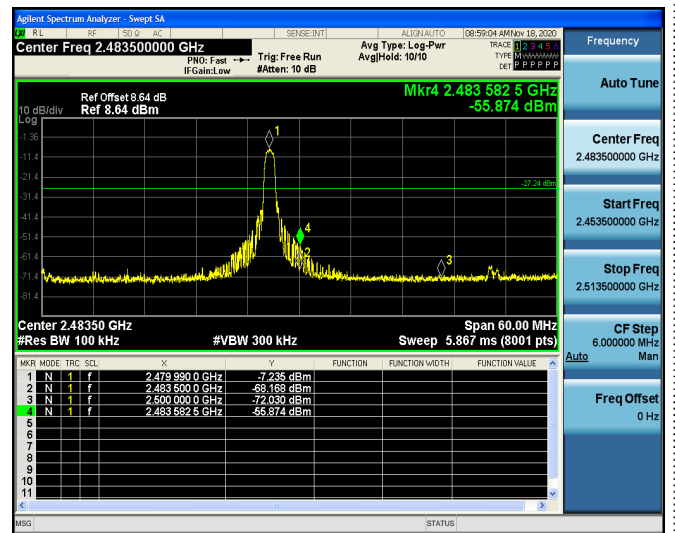 Agilent Spectrum Analyzer - Swept SA
LXI RL RF 50 Ω AC SENSE:INT ALIGN AUTO 08:59:04 AM Nov 18, 2020
Center Freq 2.483500000 GHz
PNO: Fast
IFGain:Low
Trig: Free Run
#Atten: 10 dB
Avg Type: Log-Pwr
Avg|Hold: 10/10
TRACE 1 2 3 4 5 6
TYPE M
DET P P P P P P
Ref Offset 8.64 dB
10 dB/div Ref 8.64 dBm
Log
Mkr4 2.483 582 5 GHz
-55.874 dBm
-1.36
-11.4
-21.4
-31.4
-41.4
-51.4
-61.4
-71.4
-81.4
1
-27.24 dBm
4
2
3
Center 2.48350 GHz Span 60.00 MHz
#Res BW 100 kHz #VBW 300 kHz Sweep 5.867 ms (8001 pts)
MKR MODE TRC SCL X Y FUNCTION FUNCTION WIDTH FUNCTION VALUE
1 N 1 f 2.479 990 0 GHz -7.235 dBm
2 N 1 f 2.483 500 0 GHz -68.168 dBm
3 N 1 f 2.500 000 0 GHz -72.030 dBm
4 N 1 f 2.483 582 5 GHz -55.874 dBm
5
6
7
8
9
10
11
MSG STATUS
Frequency
Auto Tune
Center Freq
2.483500000 GHz
Start Freq
2.453500000 GHz
Stop Freq
2.513500000 GHz
CF Step
6.000000 MHz
Auto Man
Freq Offset
0 Hz